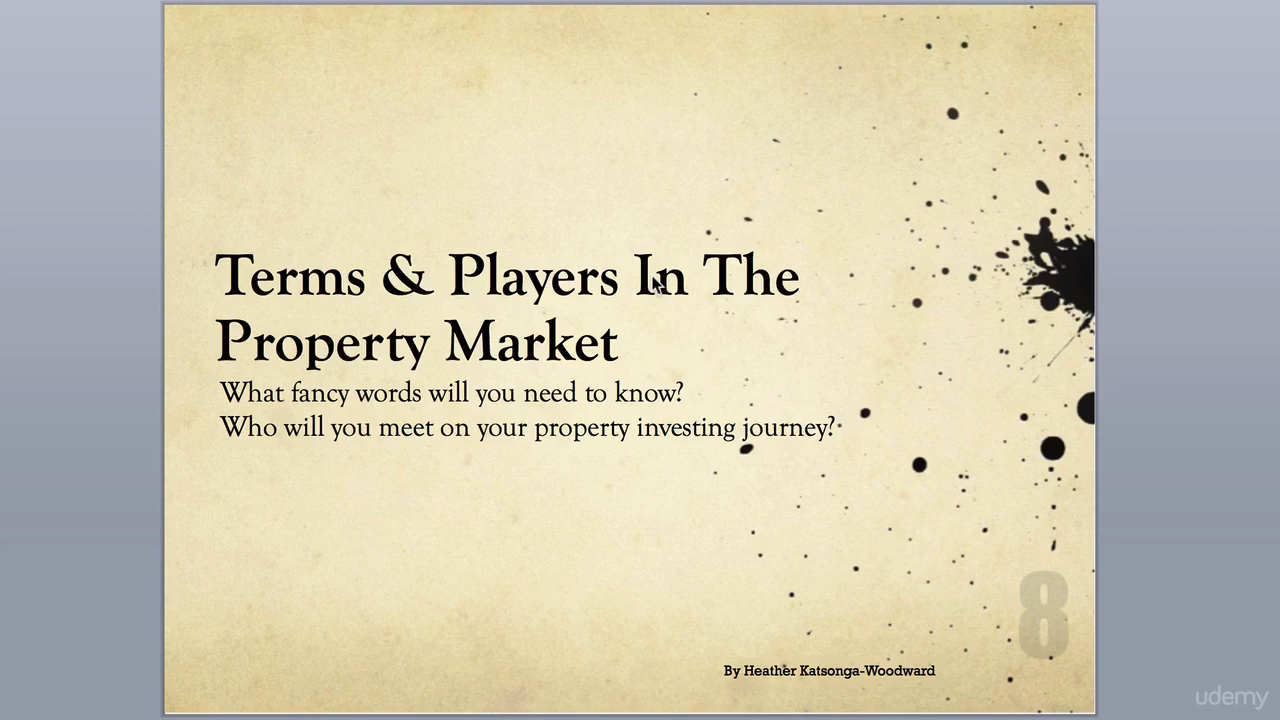 Terms & Players In The
Property Market
What fancy words will you need to know?
Who will you meet on your property investing journey?
8
By Heather Katsonga-Woodward
udemy